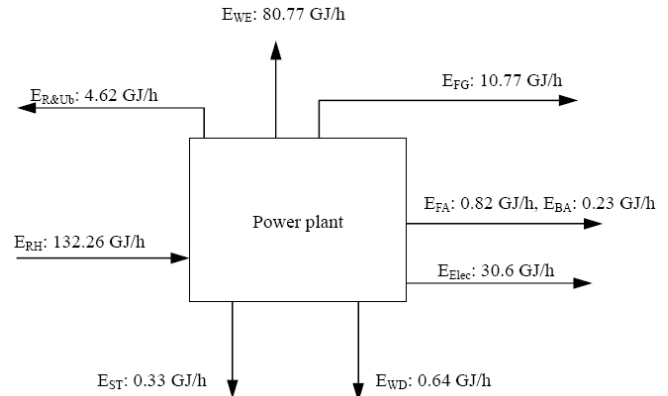 E_WE: 80.77 GJ/h
E_FG: 10.77 GJ/h
E_R&Ub: 4.62 GJ/h
Power plant
E_FA: 0.82 GJ/h, E_BA: 0.23 GJ/h
E_RH: 132.26 GJ/h
E_Elec: 30.6 GJ/h
E_ST: 0.33 GJ/h
E_WD: 0.64 GJ/h